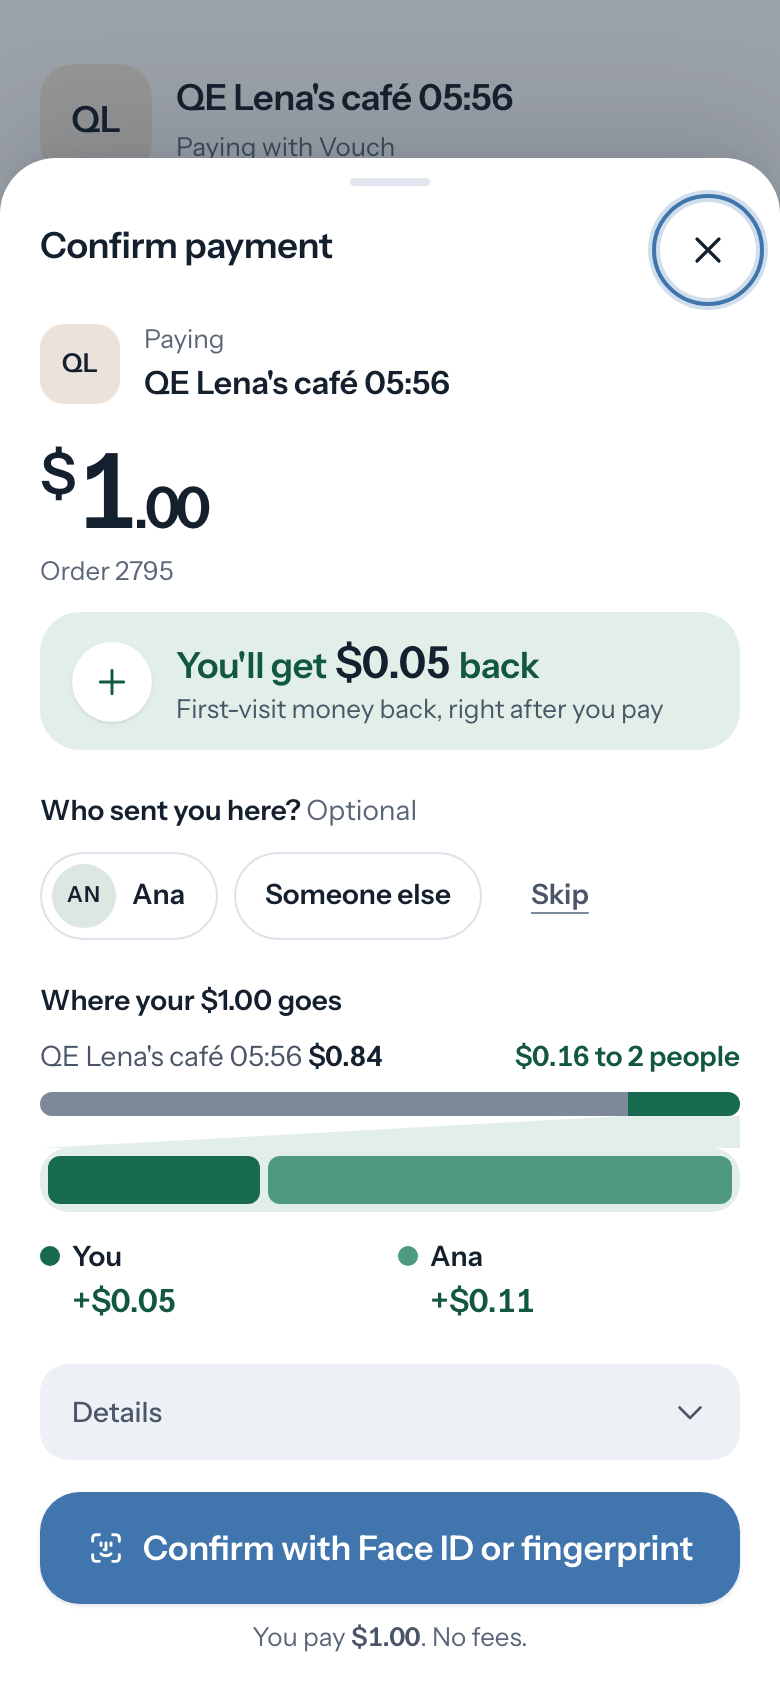 QL
QE Lena's café 05:56
Paying with Vouch
Confirm payment
QL
Paying
QE Lena's café 05:56
$1.00
Order 2795
You'll get $0.05 back
First-visit money back, right after you pay
Who sent you here? Optional
AN Ana
Someone else
Skip
Where your $1.00 goes
QE Lena's café 05:56 $0.84
$0.16 to 2 people
You
+$0.05
Ana
+$0.11
Details
Confirm with Face ID or fingerprint
You pay $1.00. No fees.